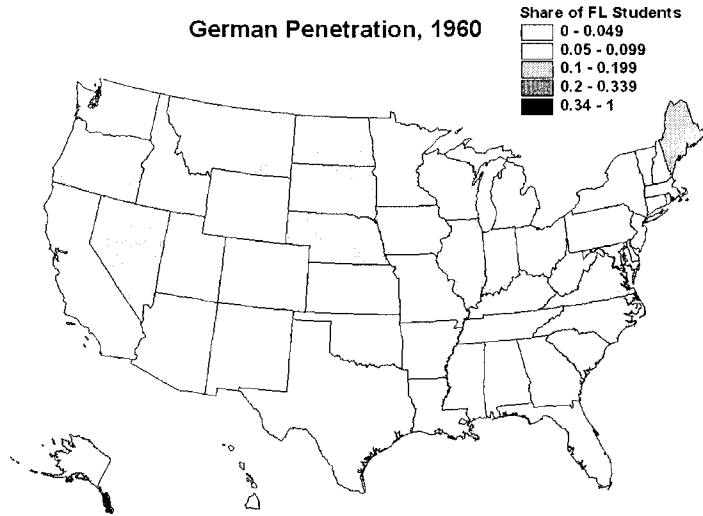 German Penetration, 1960
Share of FL Students
0 - 0.049
0.05 - 0.099
0.1 - 0.199
0.2 - 0.339
0.34 - 1